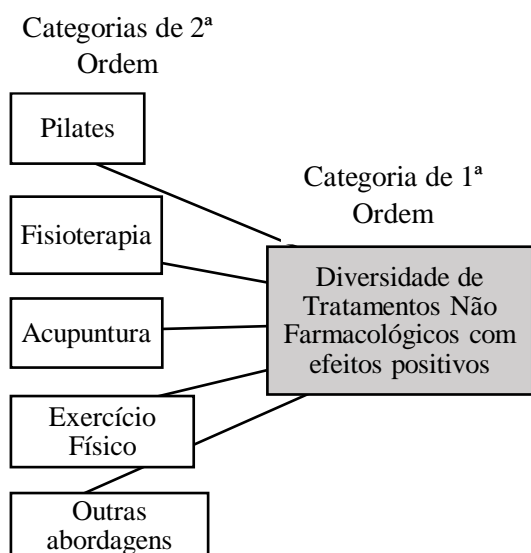 Categorias de 2ª
Ordem
Pilates
Fisioterapia
Acupuntura
Exercício
Físico
Outras
abordagens
Categoria de 1ª
Ordem
Diversidade de
Tratamentos Não
Farmacológicos com
efeitos positivos